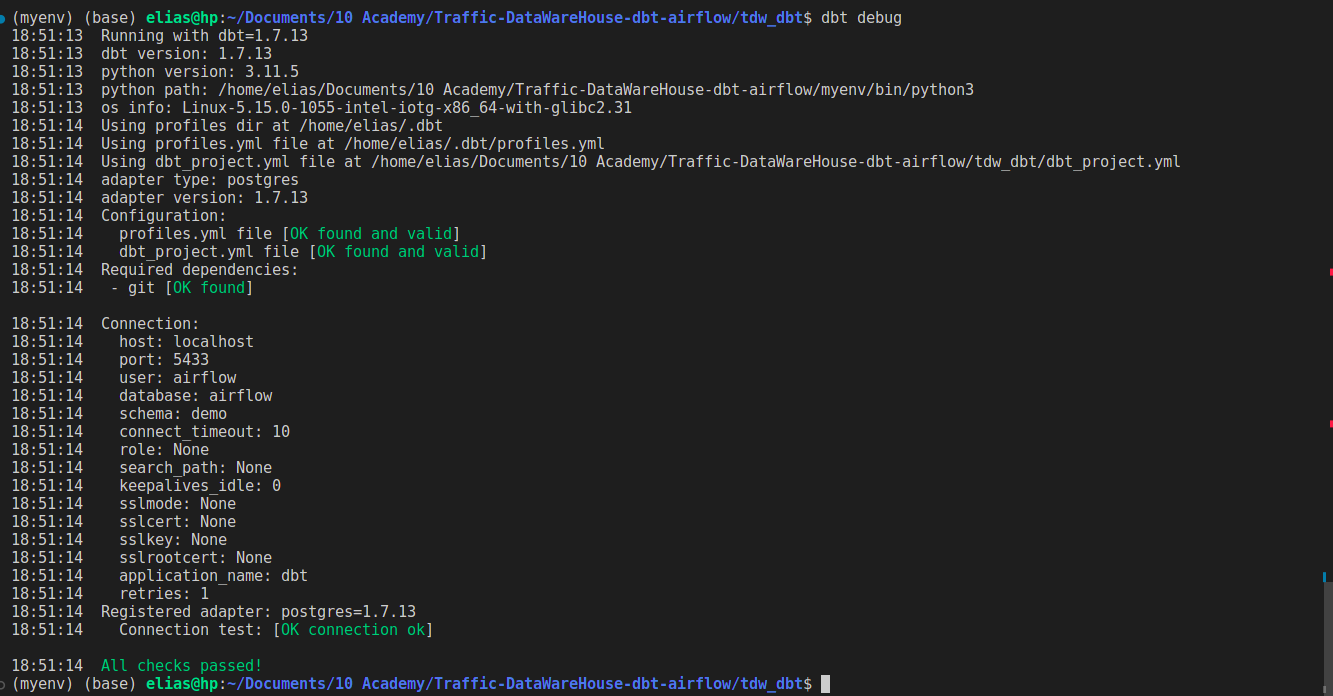 (myenv) (base) elias@hp:~/Documents/10 Academy/Traffic-DataWareHouse-dbt-airflow/tdw_dbt$ dbt debug
18:51:13  Running with dbt=1.7.13
18:51:13  dbt version: 1.7.13
18:51:13  python version: 3.11.5
18:51:13  python path: /home/elias/Documents/10 Academy/Traffic-DataWareHouse-dbt-airflow/myenv/bin/python3
18:51:13  os info: Linux-5.15.0-1055-intel-iotg-x86_64-with-glibc2.31
18:51:14  Using profiles dir at /home/elias/.dbt
18:51:14  Using profiles.yml file at /home/elias/.dbt/profiles.yml
18:51:14  Using dbt_project.yml file at /home/elias/Documents/10 Academy/Traffic-DataWareHouse-dbt-airflow/tdw_dbt/dbt_project.yml
18:51:14  adapter type: postgres
18:51:14  adapter version: 1.7.13
18:51:14  Configuration:
18:51:14    profiles.yml file [OK found and valid]
18:51:14    dbt_project.yml file [OK found and valid]
18:51:14  Required dependencies:
18:51:14   - git [OK found]

18:51:14  Connection:
18:51:14    host: localhost
18:51:14    port: 5433
18:51:14    user: airflow
18:51:14    database: airflow
18:51:14    schema: demo
18:51:14    connect_timeout: 10
18:51:14    role: None
18:51:14    search_path: None
18:51:14    keepalives_idle: 0
18:51:14    sslmode: None
18:51:14    sslcert: None
18:51:14    sslkey: None
18:51:14    sslrootcert: None
18:51:14    application_name: dbt
18:51:14    retries: 1
18:51:14  Registered adapter: postgres=1.7.13
18:51:14    Connection test: [OK connection ok]

18:51:14  All checks passed!
(myenv) (base) elias@hp:~/Documents/10 Academy/Traffic-DataWareHouse-dbt-airflow/tdw_dbt$